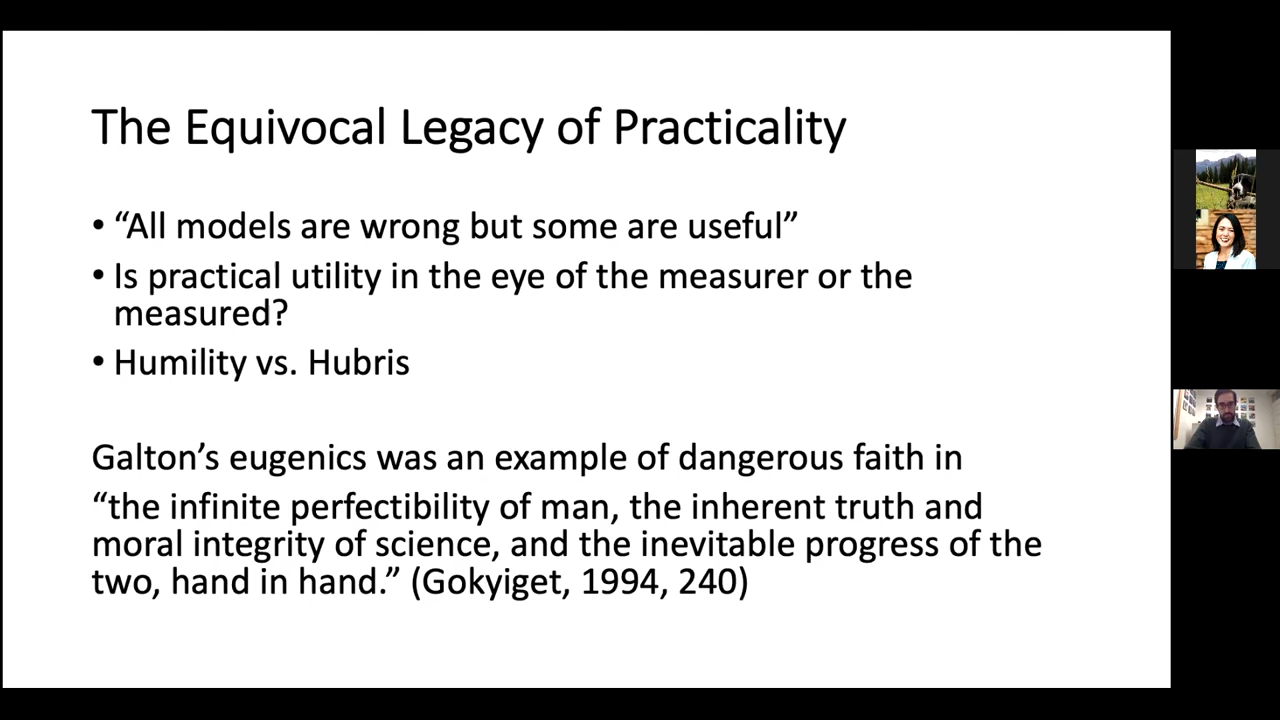 The Equivocal Legacy of Practicality
• “All models are wrong but some are useful”
• Is practical utility in the eye of the measurer or the
measured?
• Humility vs. Hubris
Galton’s eugenics was an example of dangerous faith in
“the infinite perfectibility of man, the inherent truth and
moral integrity of science, and the inevitable progress of the
two, hand in hand.” (Gokyiget, 1994, 240)